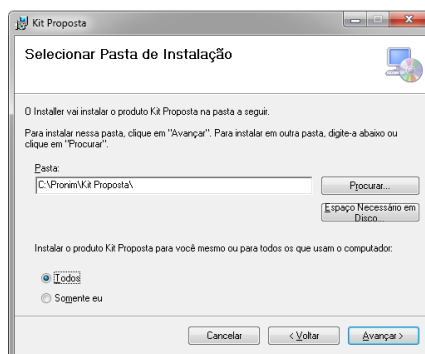 Kit Proposta
Selecionar Pasta de Instalação
O Installer vai instalar o produto Kit Proposta na pasta a seguir.
Para instalar nessa pasta, clique em "Avançar". Para instalar em outra pasta, digite-a abaixo ou
clique em "Procurar".
Pasta:
C:\Pronim\Kit Proposta\
Procurar...
Espaço Necessário em
Disco...
Instalar o produto Kit Proposta para você mesmo ou para todos os que usam o computador:
Todos
Somente eu
Cancelar
< Voltar
Avançar >